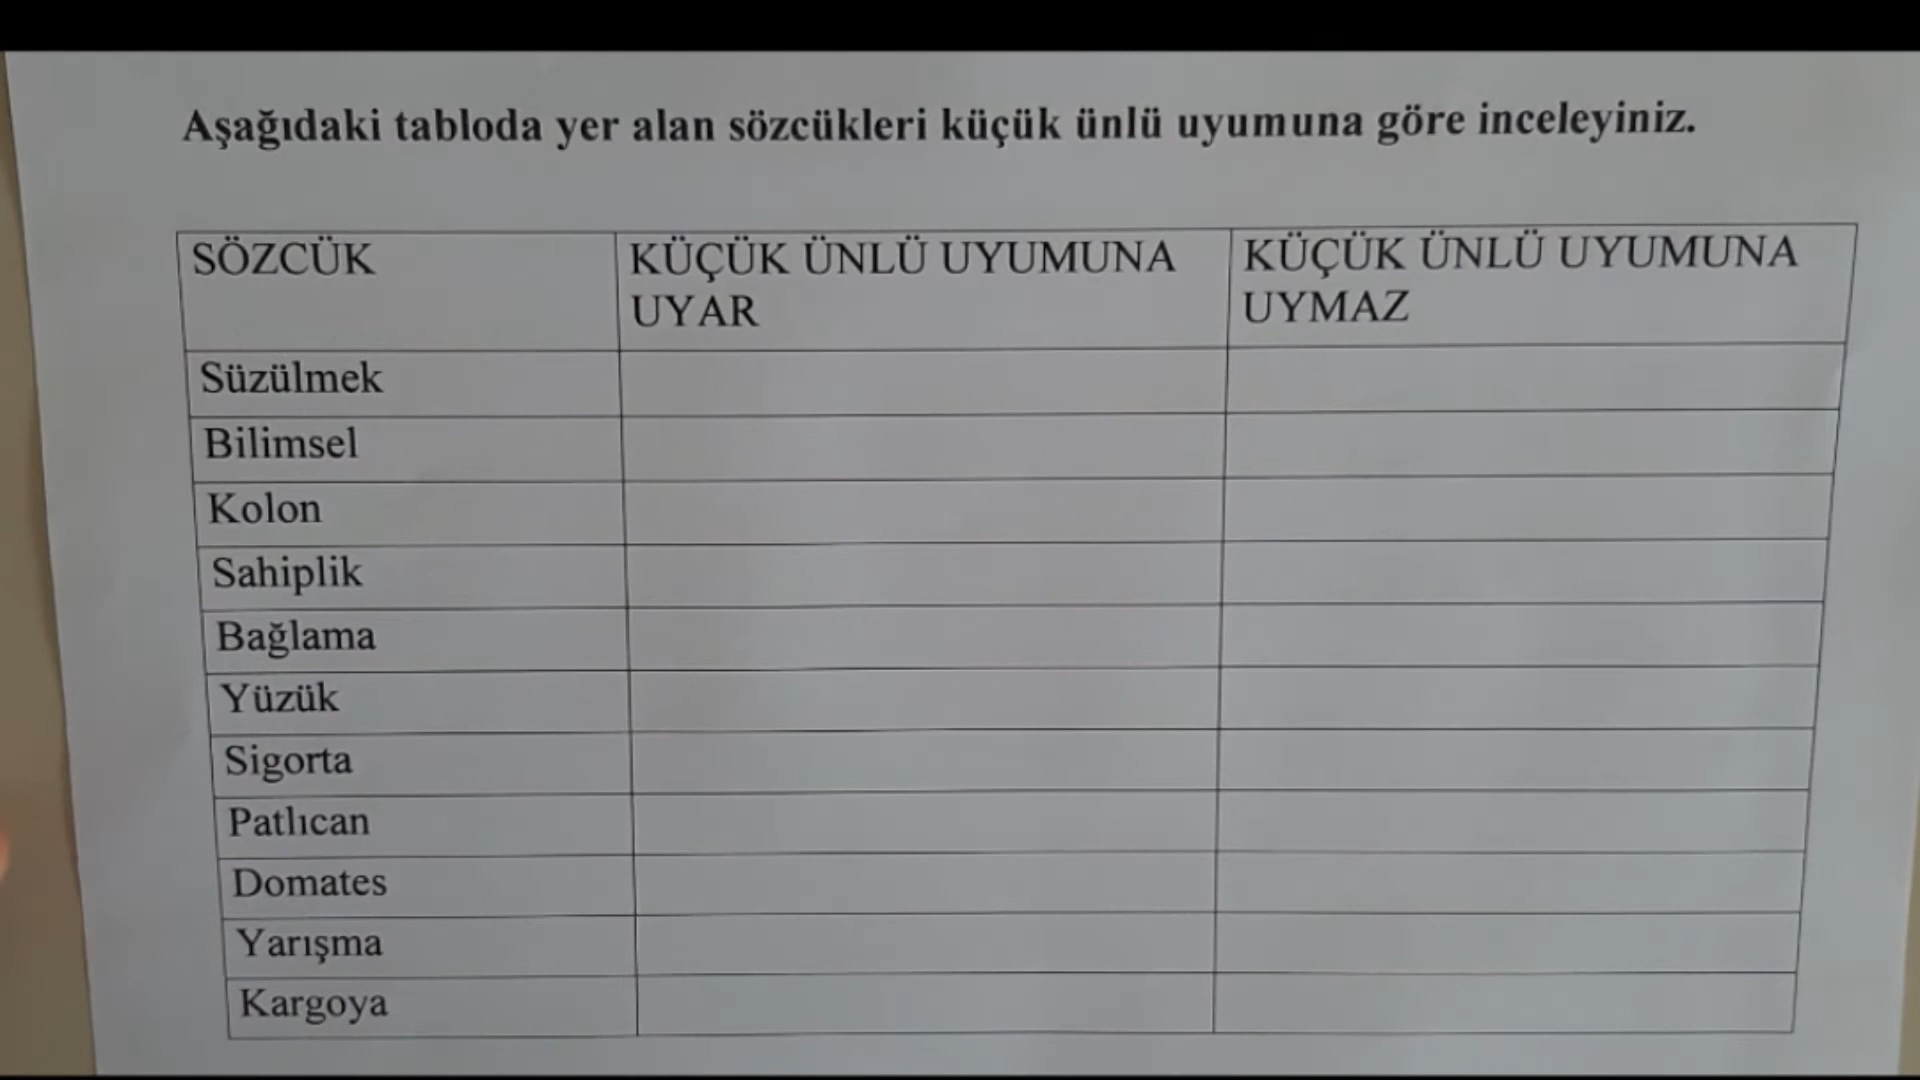 Aşağıdaki tabloda yer alan sözcükleri küçük ünlü uyumuna göre inceleyiniz.
SÖZCÜK
KÜÇÜK ÜNLÜ UYUMUNA
UYAR
KÜÇÜK ÜNLÜ UYUMUNA
UYMAZ
Süzülmek
Bilimsel
Kolon
Sahiplik
Bağlama
Yüzük
Sigorta
Patlıcan
Domates
Yarışma
Kargoya